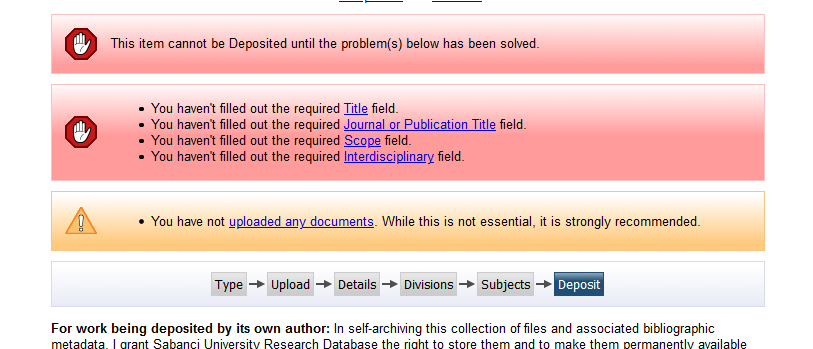 This item cannot be Deposited until the problem(s) below has been solved.
You haven't filled out the required Title field.
You haven't filled out the required Journal or Publication Title field.
You haven't filled out the required Scope field.
You haven't filled out the required Interdisciplinary field.
You have not uploaded any documents. While this is not essential, it is strongly recommended.
Type Upload Details Divisions Subjects Deposit
For work being deposited by its own author: In self-archiving this collection of files and associated bibliographic
metadata, I grant Sabanci University Research Database the right to store them and to make them permanently available